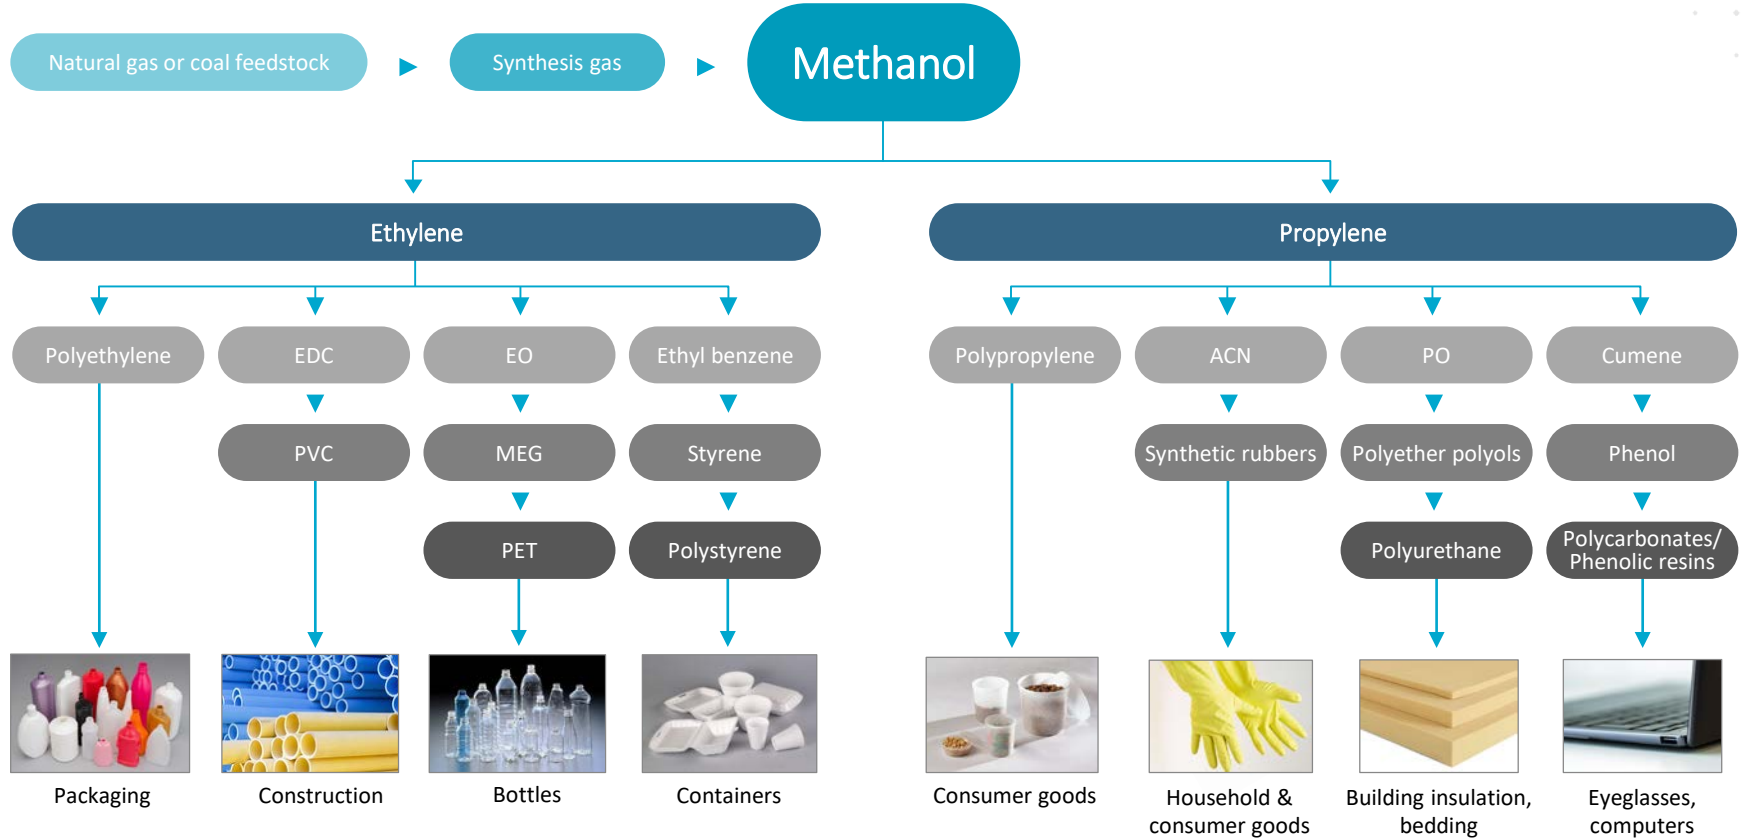 Natural gas or coal feedstock
Synthesis gas
Methanol
Ethylene
Propylene
Polyethylene
EDC
EO
Ethyl benzene
Polypropylene
ACN
PO
Cumene
PVC
MEG
Styrene
Synthetic rubbers
Polyether polyols
Phenol
PET
Polystyrene
Polyurethane
Polycarbonates/
Phenolic resins
Packaging
Construction
Bottles
Containers
Consumer goods
Household &
consumer goods
Building insulation,
bedding
Eyeglasses,
computers